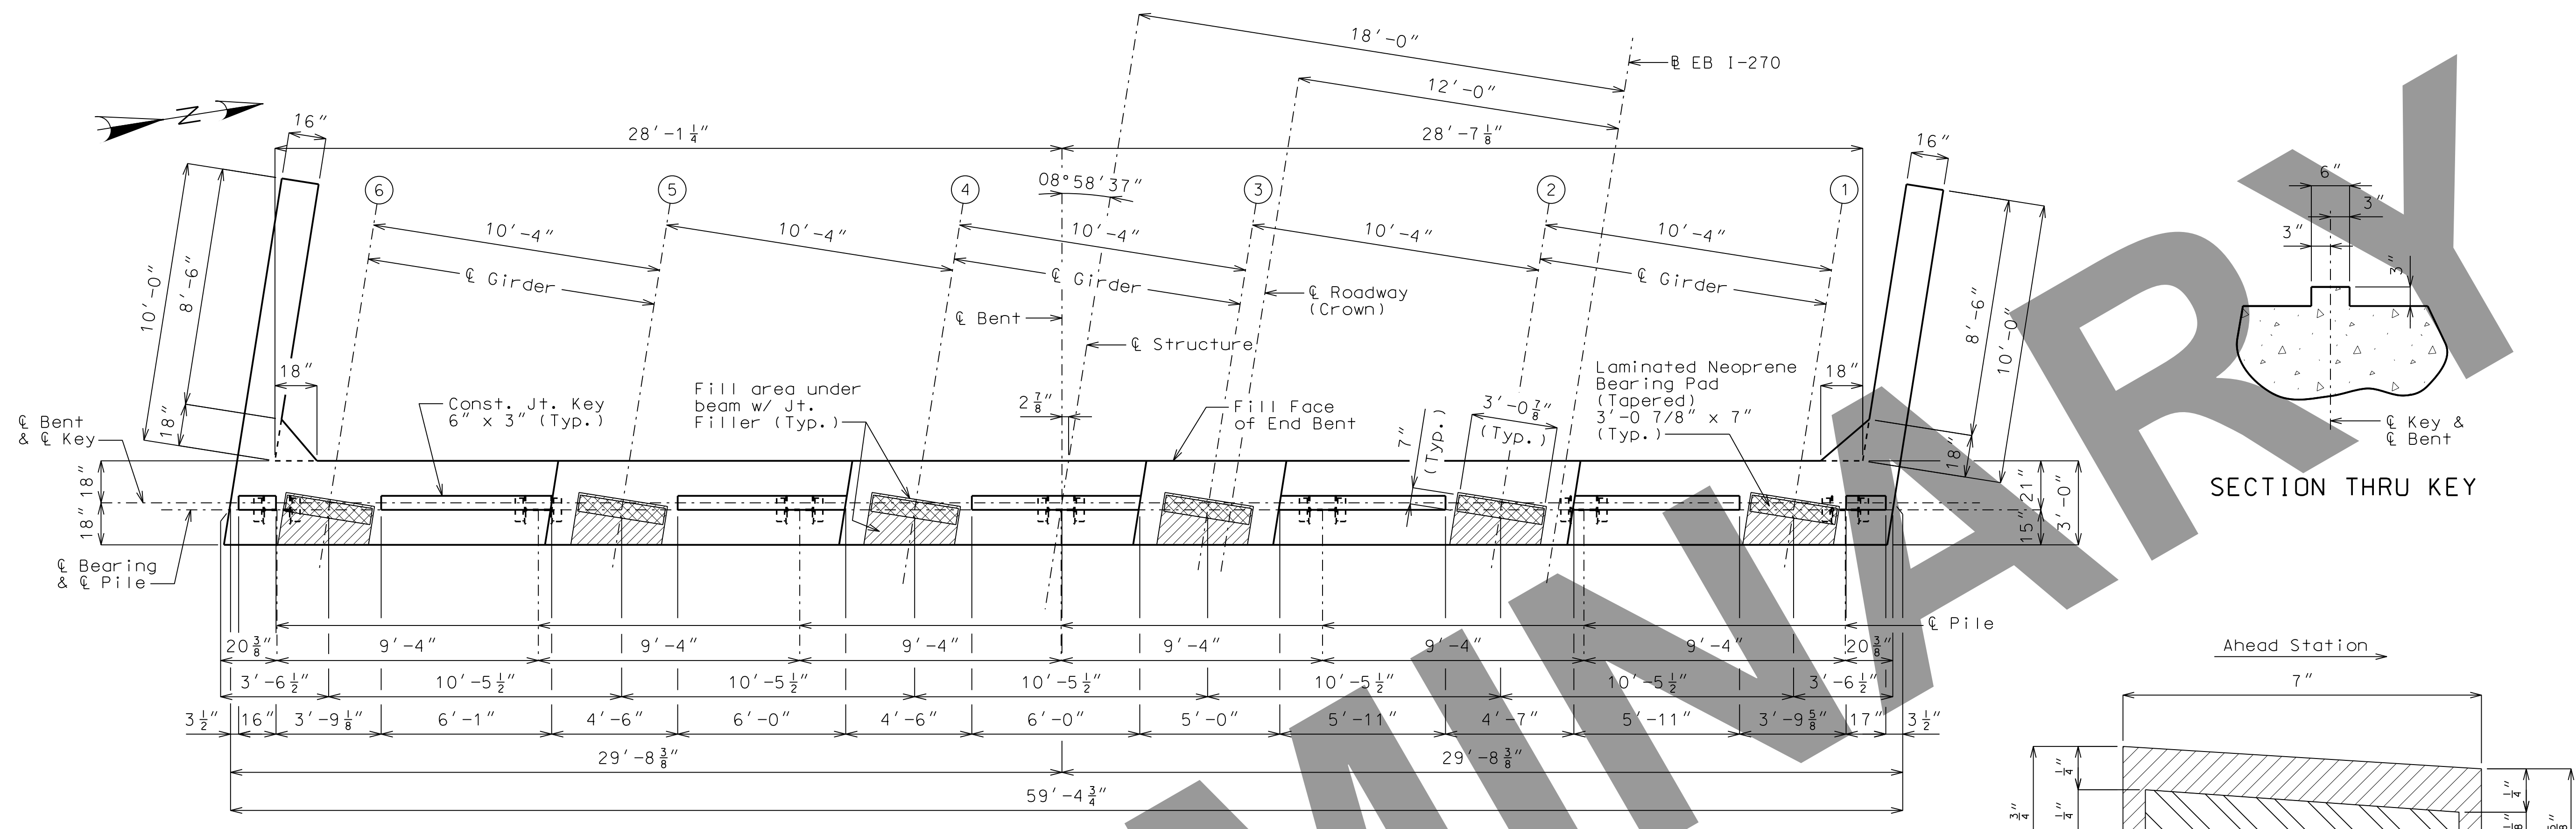 18′-0″
℄ EB I-270
12′-0″
N
16″
28′-1 1/4″
28′-7 1/8″
16″
6″
3″
3″
3″
6
5
4
08°58′37″
3
2
1
10′-4″
10′-4″
10′-4″
10′-4″
10′-4″
10′-0″
8′-6″
18″
℄ Girder
℄ Girder
℄ Girder
℄ Roadway
(Crown)
℄ Bent
℄ Structure
8′-6″
10′-0″
18″
18″
18″
℄ Bent
& ℄ Key
Const. Jt. Key
6″ x 3″ (Typ.)
Fill area under
beam w/ Jt.
Filler (Typ.)
2 7/8″
Fill Face
of End Bent
7″
(Typ.)
3′-0 7/8″
(Typ.)
Laminated Neoprene
Bearing Pad
(Tapered)
3′-0 7/8″ x 7″
(Typ.)
℄ Key &
℄ Bent
SECTION THRU KEY
18″
18″
21″
15″
3′-0″
℄ Bearing
& ℄ Pile
℄ Pile
20 3/8″
9′-4″
9′-4″
9′-4″
9′-4″
9′-4″
9′-4″
20 3/8″
3′-6 1/2″
10′-5 1/2″
10′-5 1/2″
10′-5 1/2″
10′-5 1/2″
10′-5 1/2″
3′-6 1/2″
3 1/2″
16″
3′-9 1/8″
6′-1″
4′-6″
6′-0″
4′-6″
6′-0″
5′-0″
5′-11″
4′-7″
5′-11″
3′-9 5/8″
17″
3 1/2″
29′-8 3/8″
29′-8 3/8″
59′-4 3/4″
Ahead Station
7″
1/4″
1/4″
3/4″
1/4″
MINARY